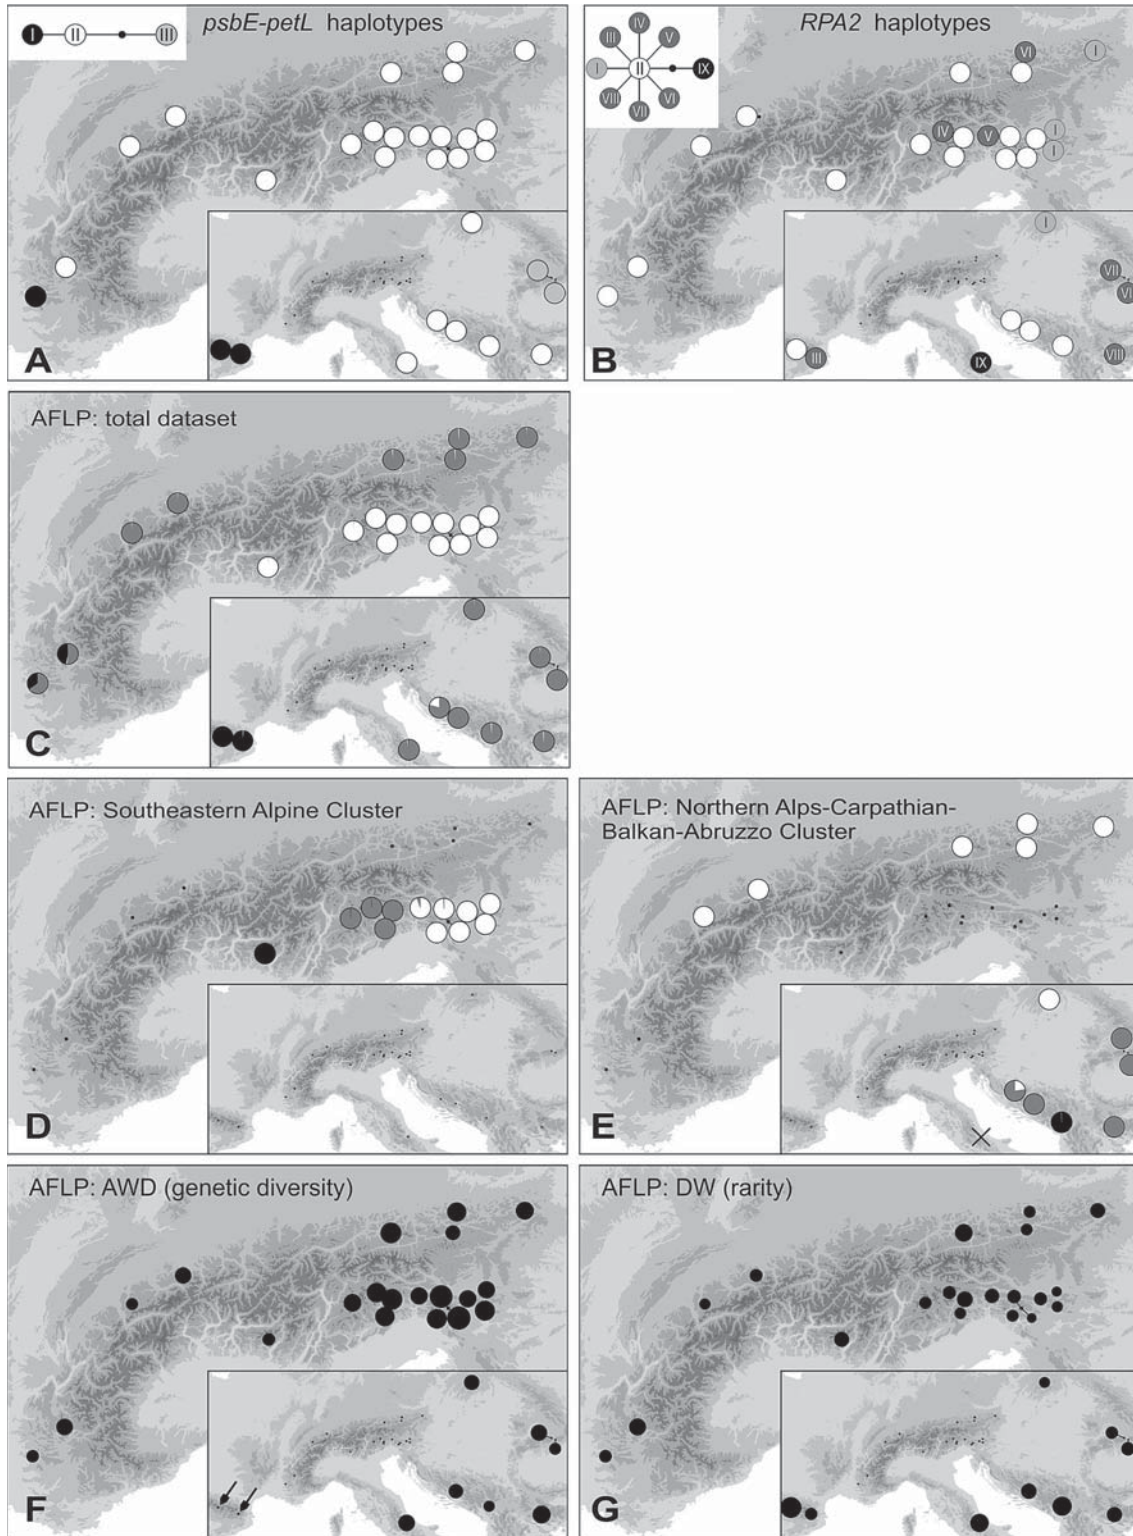 psbE-petL haplotypes
I II III
A
RPA2 haplotypes
IV
III V
I II IX
VIII VI
VII
VI I
IV V I
I
I
VII
VI
III
IX
VIII
B
AFLP: total dataset
C
AFLP: Southeastern Alpine Cluster
D
AFLP: Northern Alps-Carpathian-
Balkan-Abruzzo Cluster
E
AFLP: AWD (genetic diversity)
F
AFLP: DW (rarity)
G